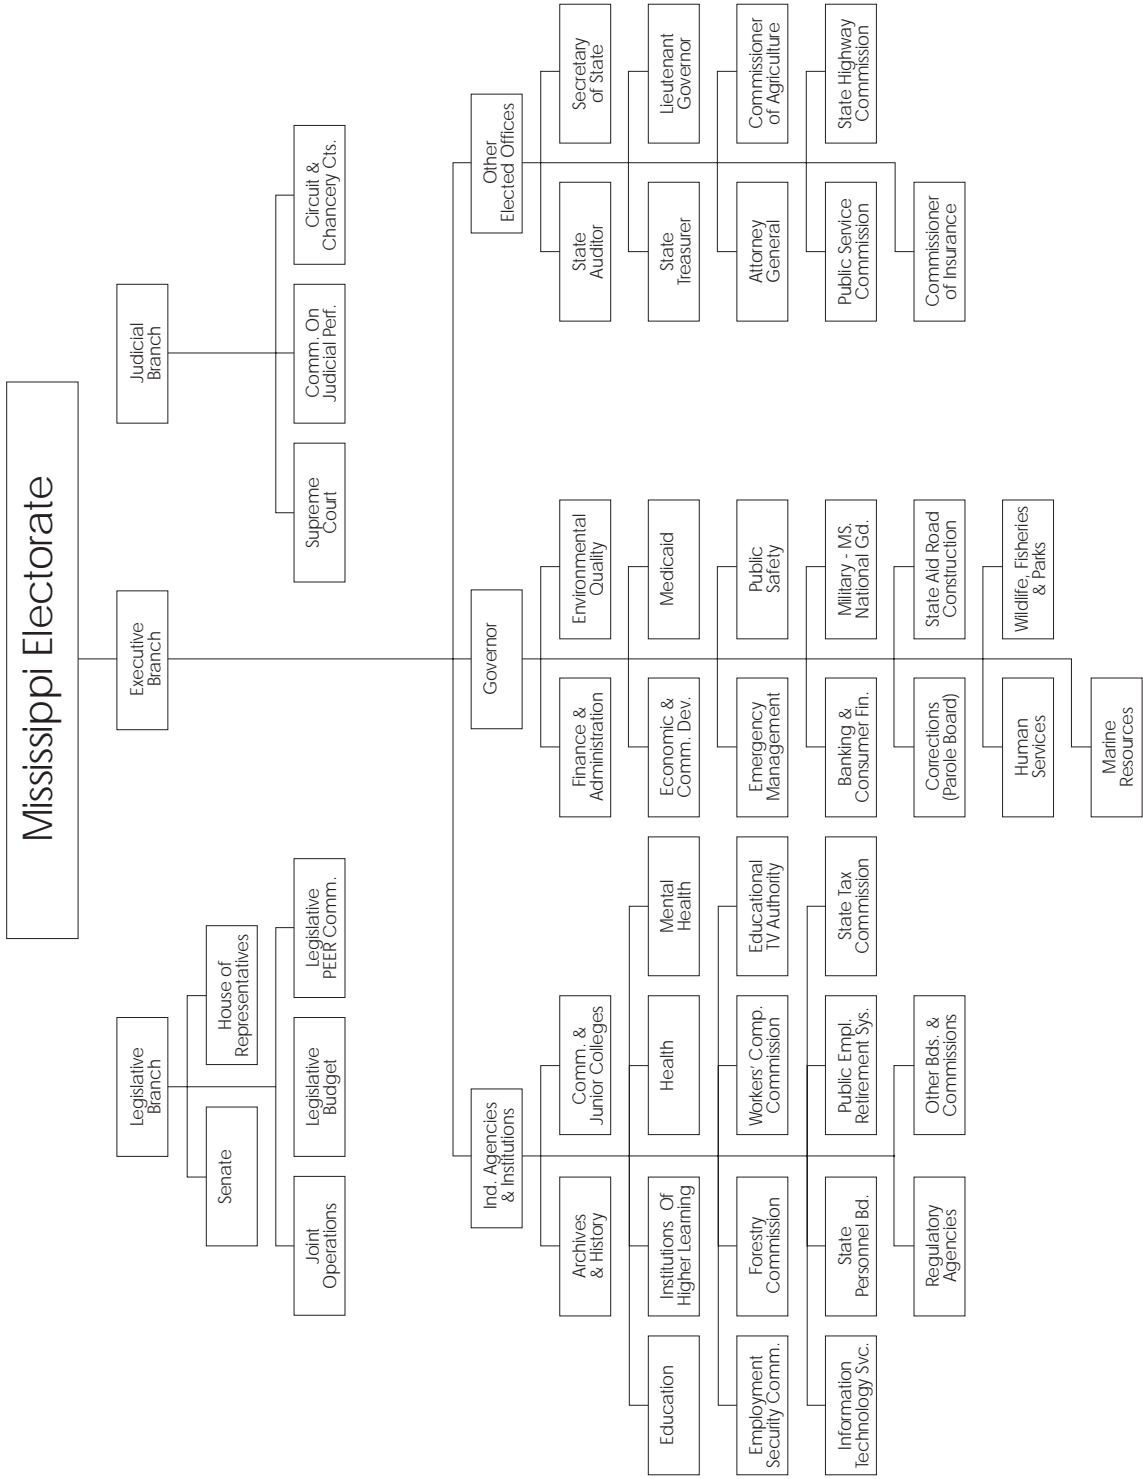 Mississippi Electorate
Legislative
Branch
Executive
Branch
Judicial
Branch
Senate
House of
Representatives
Joint
Operations
Legislative
Budget
Legislative
PEER Comm.
Supreme
Court
Comm. On
Judicial Perf.
Circuit &
Chancery Cts.
Ind. Agencies
& Institutions
Governor
Other
Elected Offices
Archives
& History
Comm. &
Junior Colleges
Education
Institutions Of
Higher Learning
Health
Mental
Health
Employment
Security Comm.
Forestry
Commission
Workers' Comp.
Commission
Educational
TV Authority
Information
Technology Svc.
State
Personnel Bd.
Public Empl.
Retirement Sys.
State Tax
Commission
Regulatory
Agencies
Other Bds. &
Commissions
Finance &
Administration
Environmental
Quality
Economic &
Comm. Dev.
Medicaid
Emergency
Management
Public
Safety
Banking &
Consumer Fin.
Military - MS.
National Gd.
Corrections
(Parole Board)
State Aid Road
Construction
Human
Services
Wildlife, Fisheries
& Parks
Marine
Resources
State
Auditor
Secretary
of State
State
Treasurer
Lieutenant
Governor
Attorney
General
Commissioner
of Agriculture
Public Service
Commission
State Highway
Commission
Commissioner
of Insurance